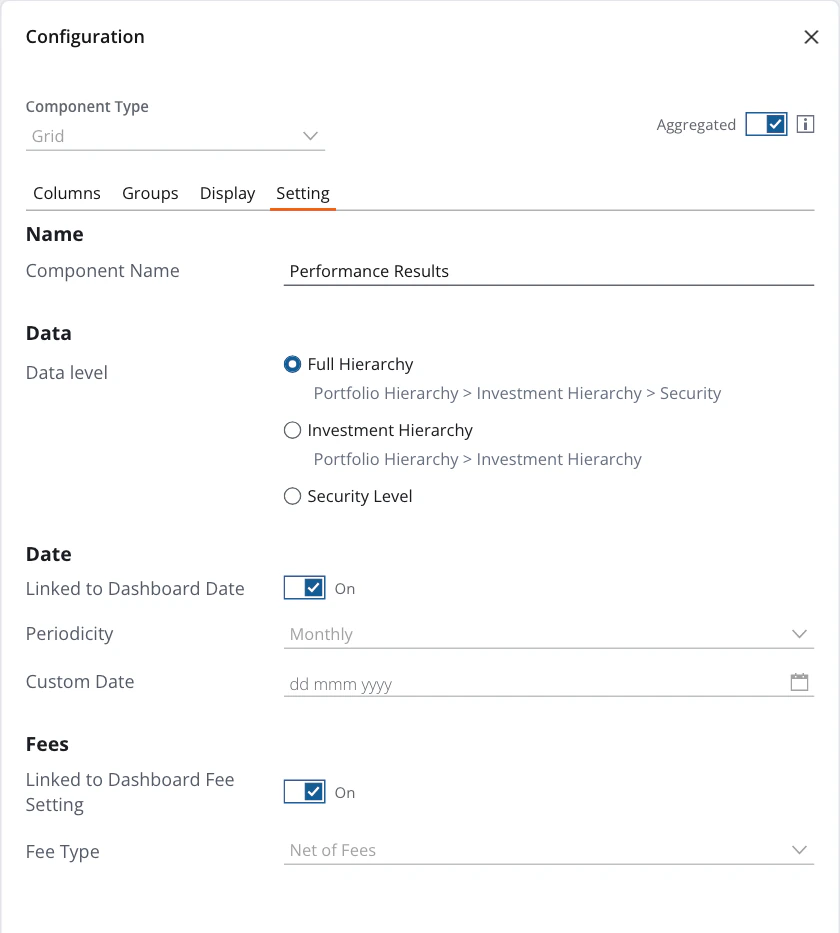 Configuration
Component Type
Grid
Aggregated
Columns Groups Display Setting
Name
Component Name Performance Results
Data
Data level
Full Hierarchy
Portfolio Hierarchy > Investment Hierarchy > Security
Investment Hierarchy
Portfolio Hierarchy > Investment Hierarchy
Security Level
Date
Linked to Dashboard Date On
Periodicity Monthly
Custom Date dd mmm yyyy
Fees
Linked to Dashboard Fee
Setting
On
Fee Type Net of Fees